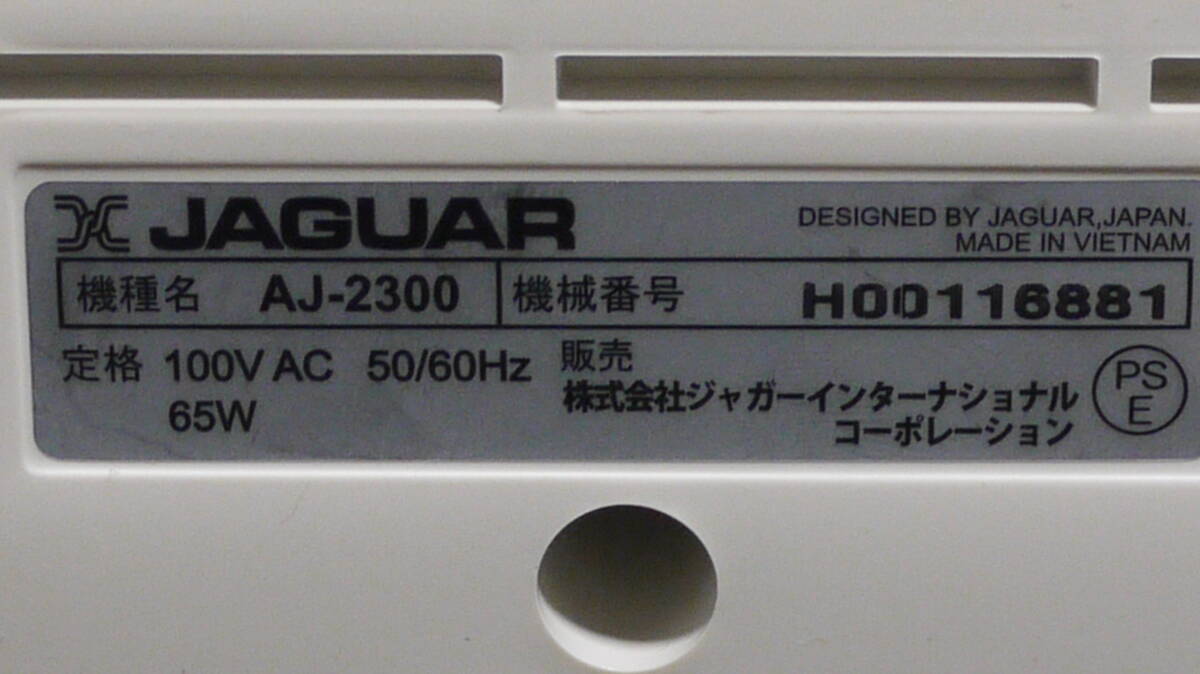 JAGUAR
DESIGNED BY JAGUAR,JAPAN.
MADE IN VIETNAM
機種名 AJ-2300 機械番号 H00116881
定格 100V AC 50/60Hz
65W
販売
株式会社ジャガーインターナショナル
コーポレーション
PS
E